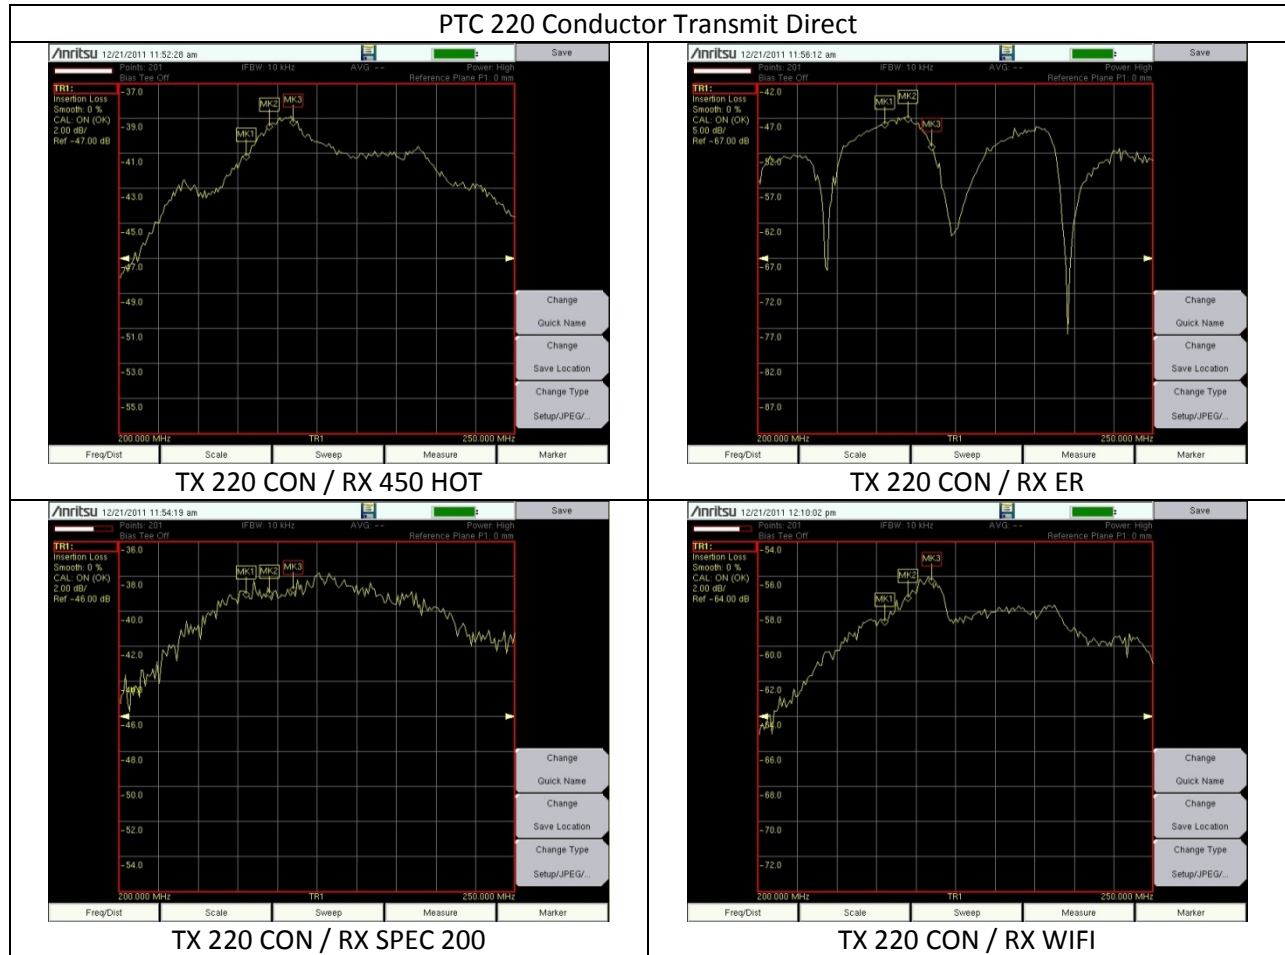 PTC 220 Conductor Transmit Direct
Anritsu 12/21/2011 11:52:28 am
Save
Points: 201 IFBW: 10 kHz AVG: -- Power: High
Bias Tee Off Reference Plane P1: 0 mm
TR1:
Insertion Loss
Smooth: 0 %
CAL: ON (OK)
2.00 dB/
Ref -47.00 dB
-37.0
-39.0
-41.0
-43.0
-45.0
-47.0
-49.0
-51.0
-53.0
-55.0
MK1
MK2
MK3
Change
Quick Name
Change
Save Location
Change Type
Setup/JPEG/...
200.000 MHz TR1 250.000 MHz
Freq/Dist Scale Sweep Measure Marker
TX 220 CON / RX 450 HOT
Anritsu 12/21/2011 11:56:12 am
Save
Points: 201 IFBW: 10 kHz AVG: -- Power: High
Bias Tee Off Reference Plane P1: 0 mm
TR1:
Insertion Loss
Smooth: 0 %
CAL: ON (OK)
5.00 dB/
Ref -67.00 dB
-42.0
-47.0
-52.0
-57.0
-62.0
-67.0
-72.0
-77.0
-82.0
-87.0
MK1
MK2
MK3
Change
Quick Name
Change
Save Location
Change Type
Setup/JPEG/...
200.000 MHz TR1 250.000 MHz
Freq/Dist Scale Sweep Measure Marker
TX 220 CON / RX ER
Anritsu 12/21/2011 11:54:19 am
Save
Points: 201 IFBW: 10 kHz AVG: -- Power: High
Bias Tee Off Reference Plane P1: 0 mm
TR1:
Insertion Loss
Smooth: 0 %
CAL: ON (OK)
2.00 dB/
Ref -46.00 dB
-36.0
-38.0
-40.0
-42.0
-44.0
-46.0
-48.0
-50.0
-52.0
-54.0
MK1
MK2
MK3
Change
Quick Name
Change
Save Location
Change Type
Setup/JPEG/...
200.000 MHz TR1 250.000 MHz
Freq/Dist Scale Sweep Measure Marker
TX 220 CON / RX SPEC 200
Anritsu 12/21/2011 12:10:02 pm
Save
Points: 201 IFBW: 10 kHz AVG: -- Power: High
Bias Tee Off Reference Plane P1: 0 mm
TR1:
Insertion Loss
Smooth: 0 %
CAL: ON (OK)
2.00 dB/
Ref -64.00 dB
-54.0
-56.0
-58.0
-60.0
-62.0
-64.0
-66.0
-68.0
-70.0
-72.0
MK1
MK2
MK3
Change
Quick Name
Change
Save Location
Change Type
Setup/JPEG/...
200.000 MHz TR1 250.000 MHz
Freq/Dist Scale Sweep Measure Marker
TX 220 CON / RX WIFI